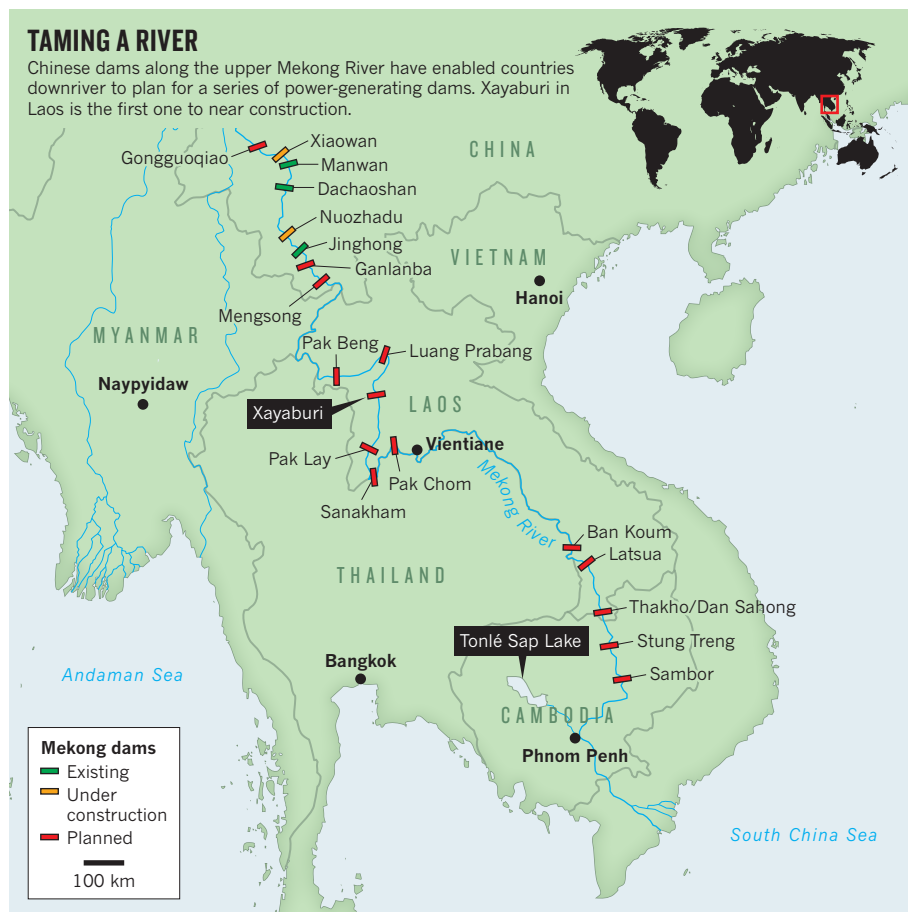 TAMING A RIVER
Chinese dams along the upper Mekong River have enabled countries
downriver to plan for a series of power-generating dams. Xayaburi in
Laos is the first one to near construction.
Gongguoqiao
Xiaowan
CHINA
Manwan
Dachaoshan
Nuozhadu
Jinghong
VIETNAM
Ganlanba
Hanoi
Mengsong
MYANMAR
Pak Beng
Luang Prabang
Naypyidaw
Xayaburi
LAOS
Vientiane
Pak Lay
Pak Chom
Mekong River
Sanakham
Ban Koum
Latsua
THAILAND
Thakho/Dan Sahong
Tonlé Sap Lake
Stung Treng
Bangkok
Andaman Sea
Sambor
CAMBODIA
Phnom Penh
Mekong dams
Existing
Under
construction
Planned
100 km
South China Sea